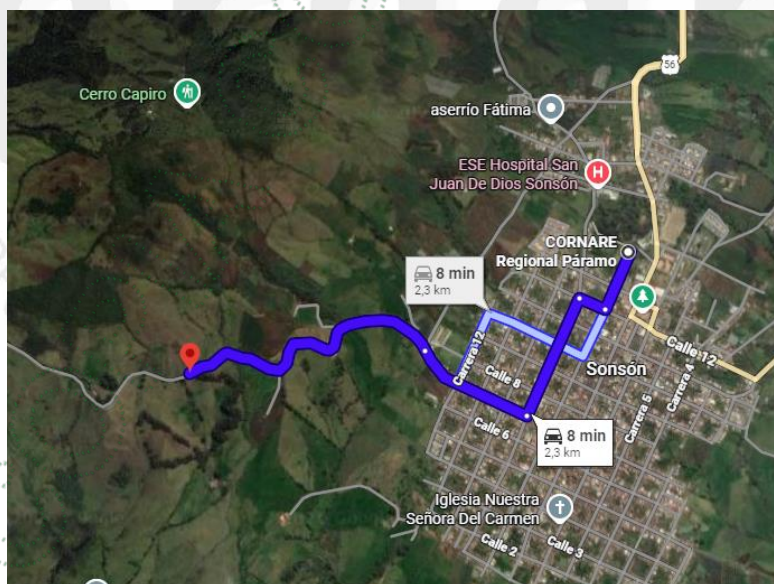 56
Cerro Capiro
aserrío Fátima
ESE Hospital San
Juan De Dios Sonsón
H
CORNARE
Regional Páramo
8 min
2,3 km
Carrera 12
Calle 8
Sonsón
Calle 12
Carrera 4
Carrera 5
Calle 6
8 min
2,3 km
Iglesia Nuestra
Señora Del Carmen
Calle 2
Calle 3